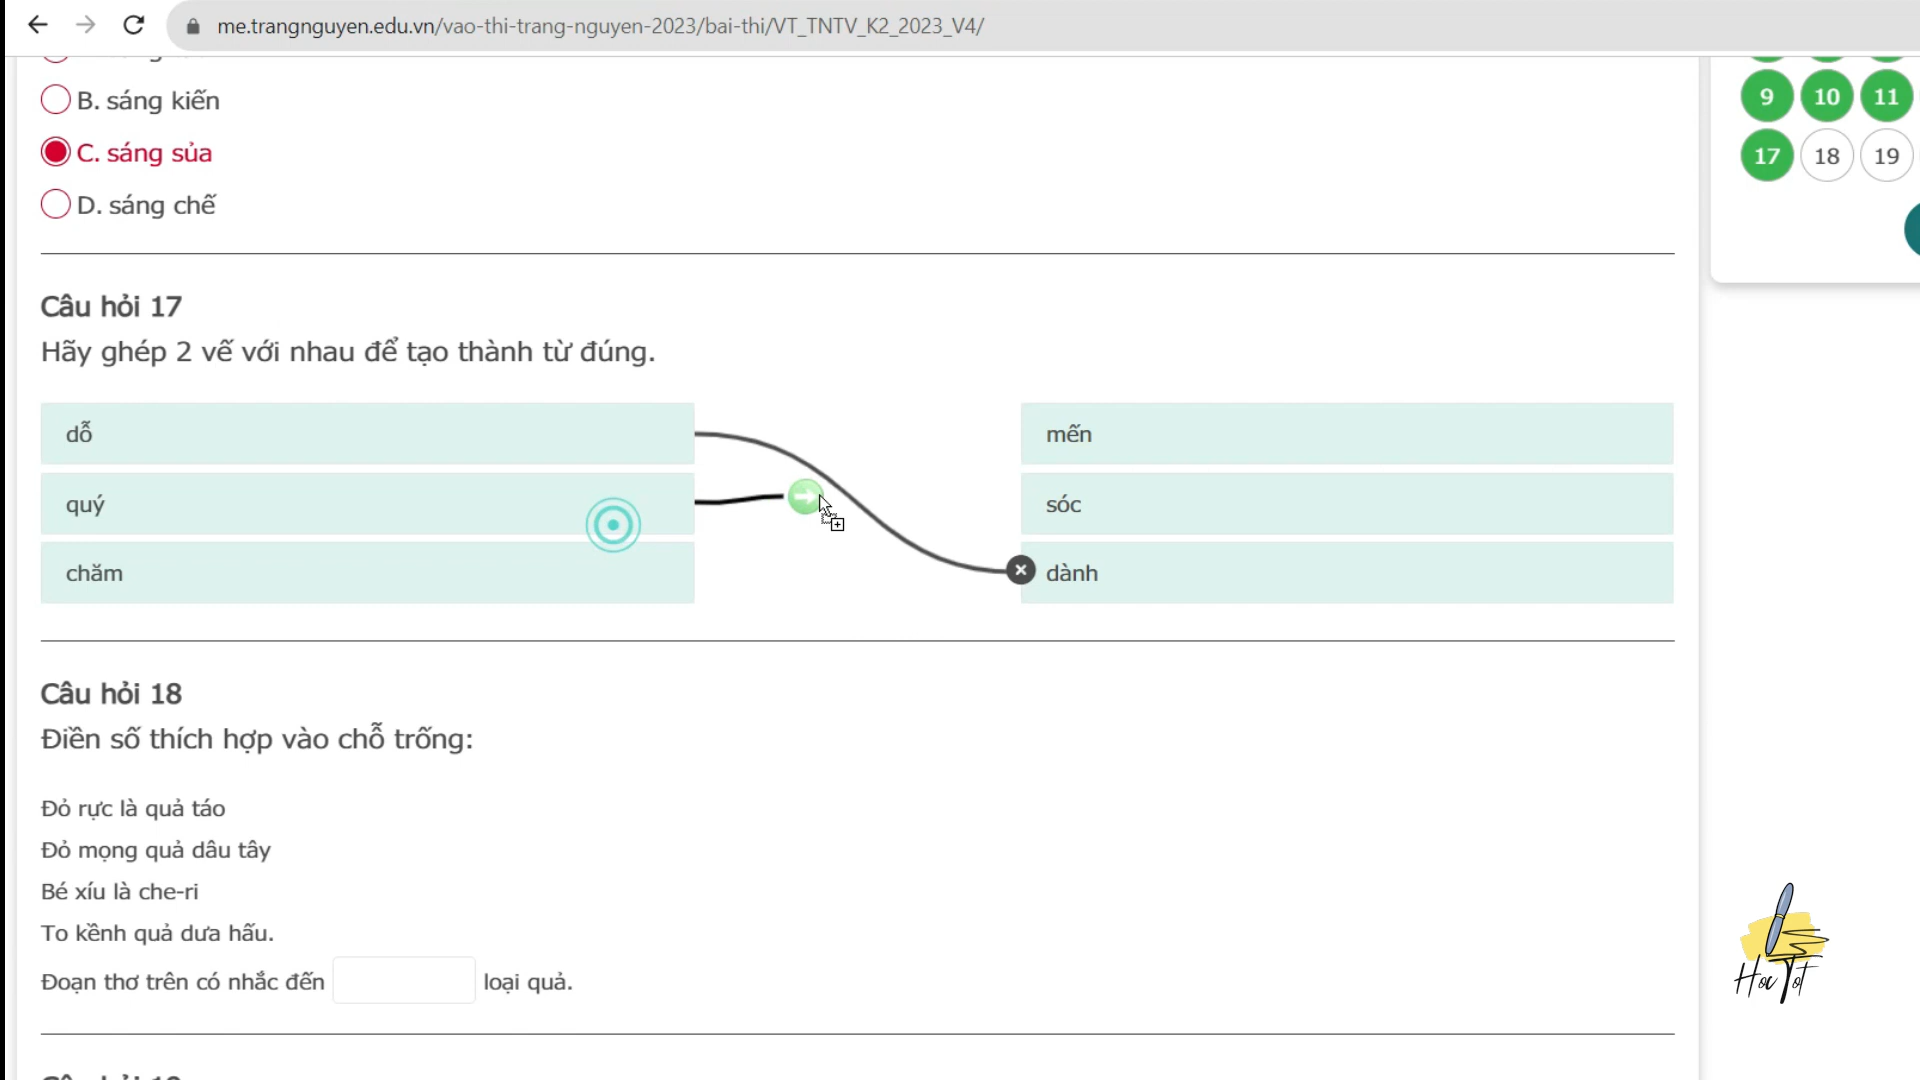 me.trangnguyen.edu.vn/vao-thi-trang-nguyen-2023/bai-thi/VT_TNTV_K2_2023_V4/
B. sáng kiến
C. sáng sủa
D. sáng chế
9 10 11
17 18 19
Câu hỏi 17
Hãy ghép 2 vế với nhau để tạo thành từ đúng.
dỗ
mến
quý
sóc
chăm
dành
Câu hỏi 18
Điền số thích hợp vào chỗ trống:
Đỏ rực là quả táo
Đỏ mọng quả dâu tây
Bé xíu là che-ri
To kềnh quả dưa hấu.
Đoạn thơ trên có nhắc đến loại quả.
Học Tốt